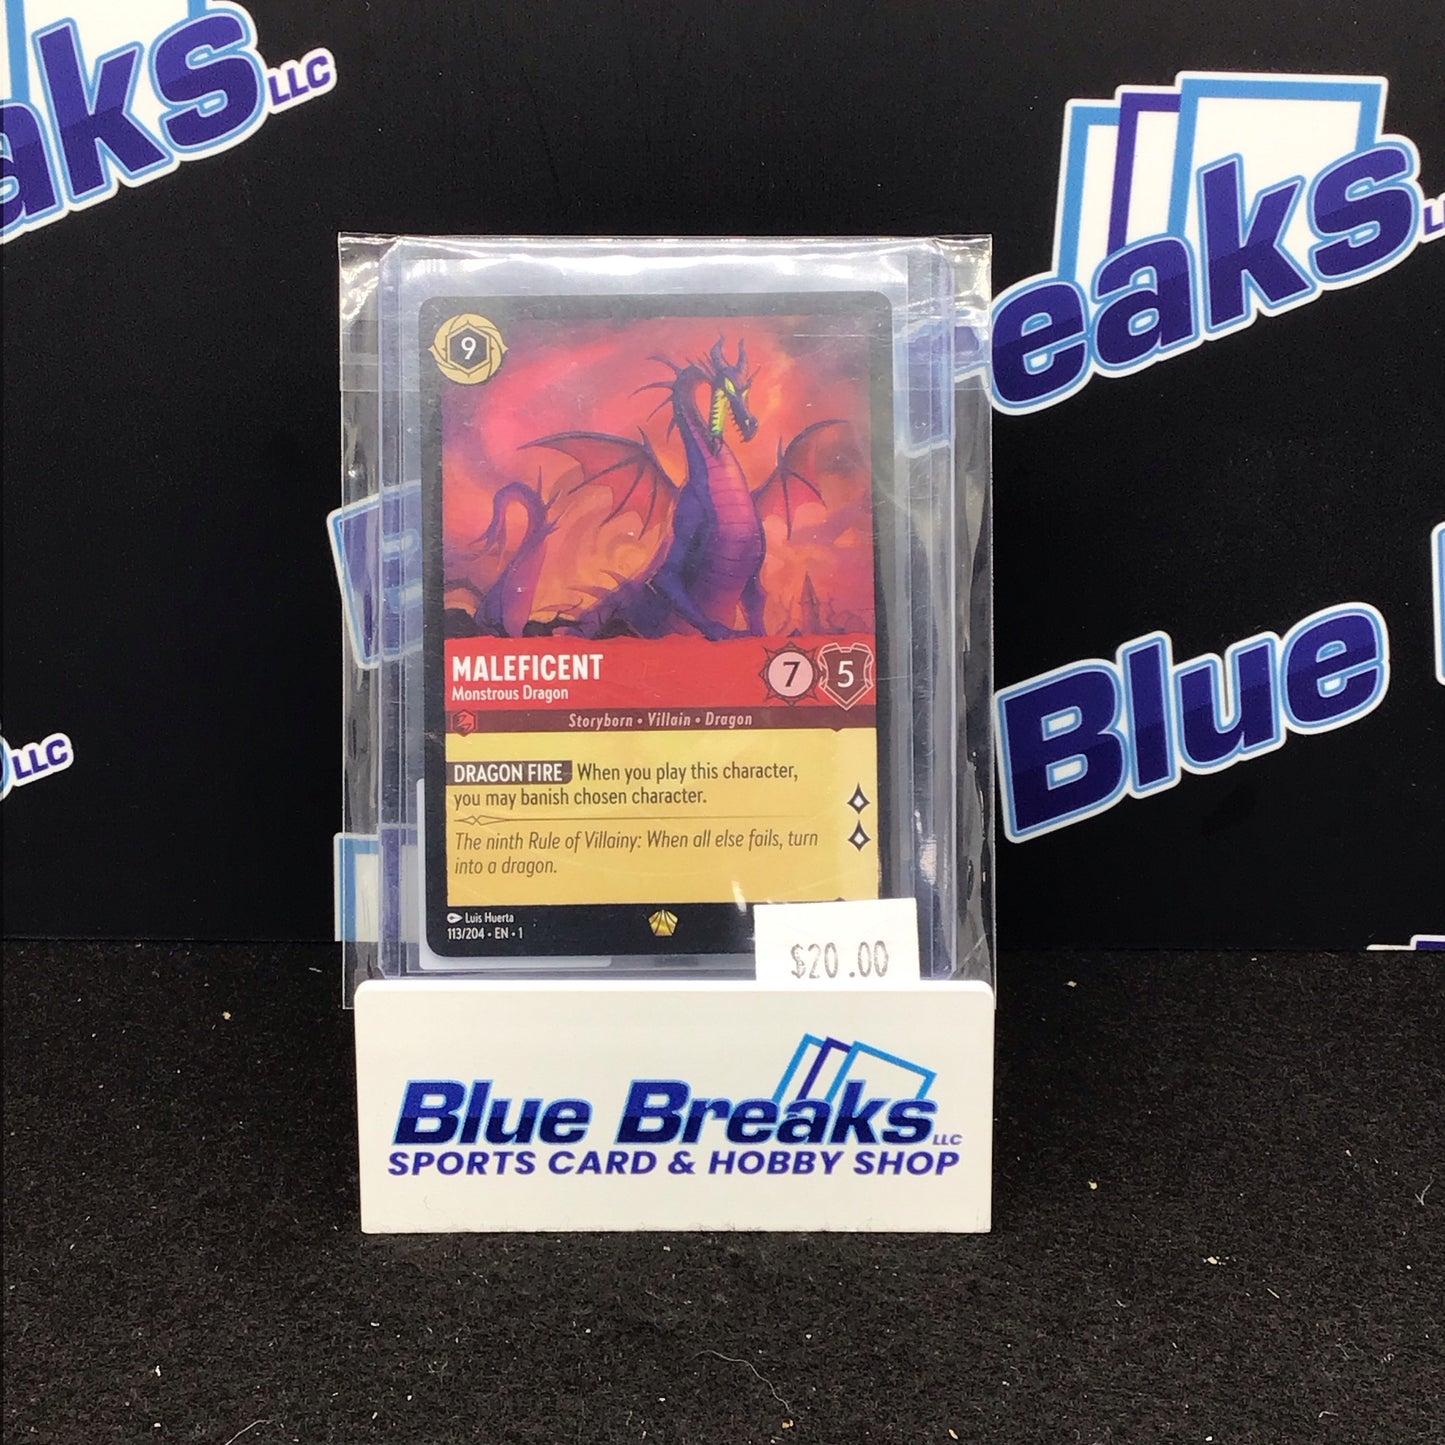 eaks LLC
eaks
LLC
9
MALEFICENT
Monstrous Dragon
7
5
Storyborn • Villain • Dragon
DRAGON FIRE When you play this character,
you may banish chosen character.
The ninth Rule of Villainy: When all else fails, turn
into a dragon.
Luis Huerta
113/204 • EN • 1
$20.00
Blue
Blue Breaks LLC
SPORTS CARD & HOBBY SHOP